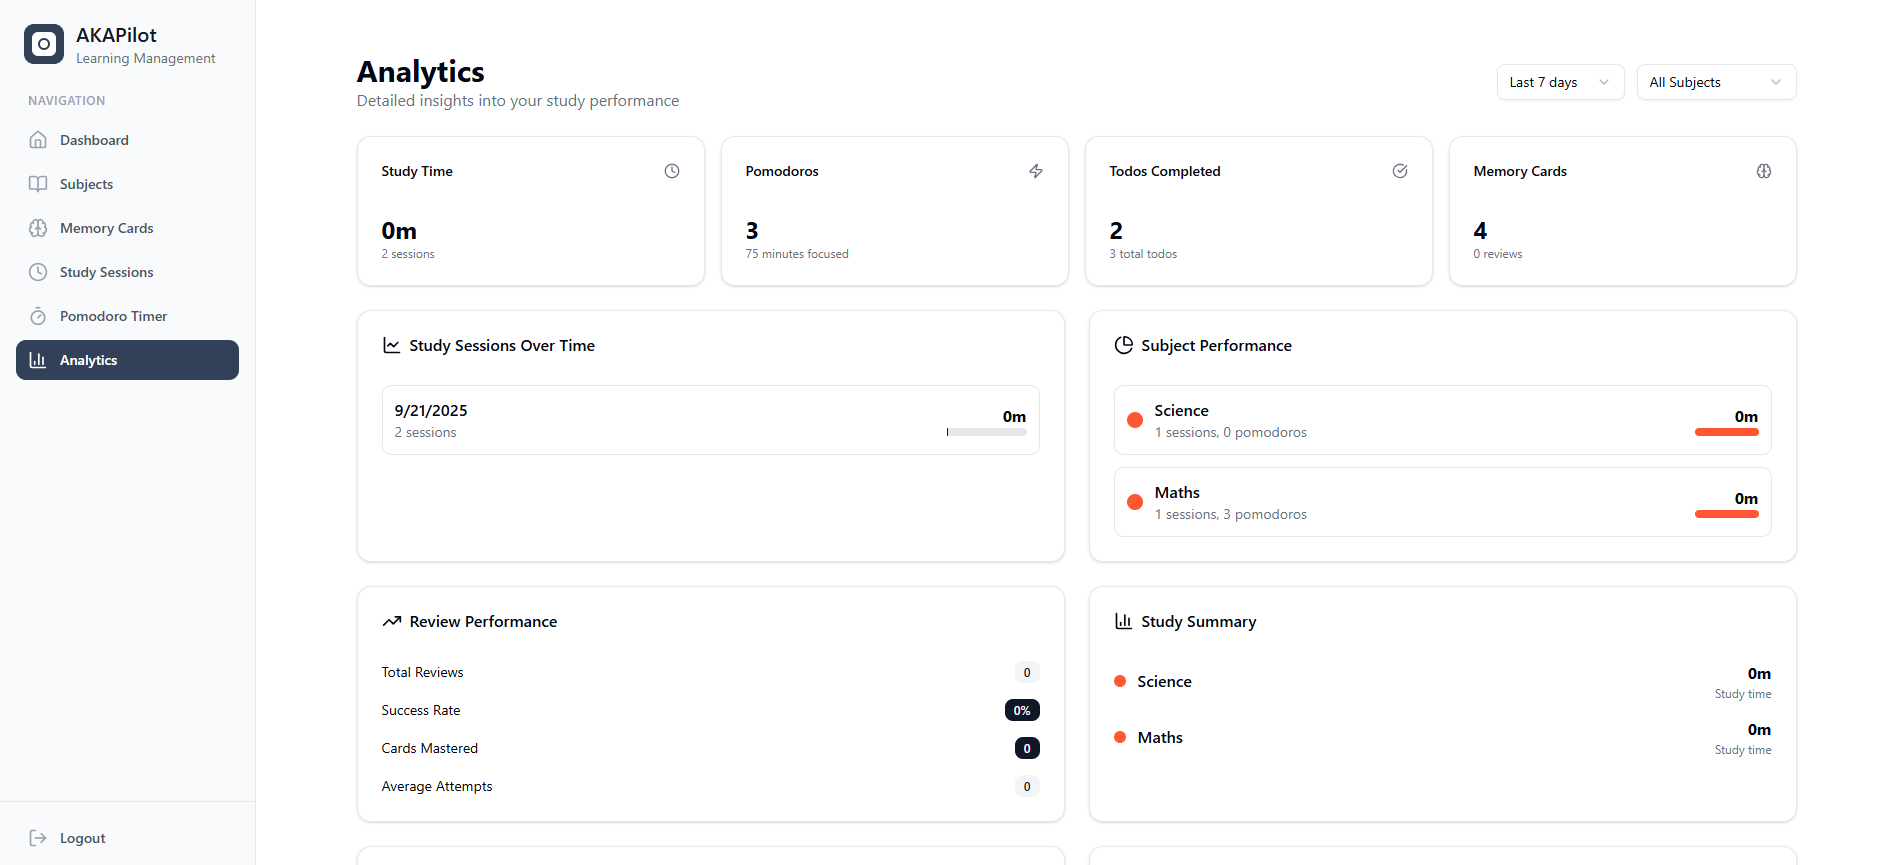 AKAPilot
Learning Management
NAVIGATION
Dashboard
Subjects
Memory Cards
Study Sessions
Pomodoro Timer
Analytics
Logout
Analytics
Detailed insights into your study performance
Last 7 days
All Subjects
Study Time
0m
2 sessions
Pomodoros
3
75 minutes focused
Todos Completed
2
3 total todos
Memory Cards
4
0 reviews
Study Sessions Over Time
9/21/2025
2 sessions
0m
Subject Performance
Science
1 sessions, 0 pomodoros
0m
Maths
1 sessions, 3 pomodoros
0m
Review Performance
Total Reviews 0
Success Rate 0%
Cards Mastered 0
Average Attempts 0
Study Summary
Science
0m
Study time
Maths
0m
Study time